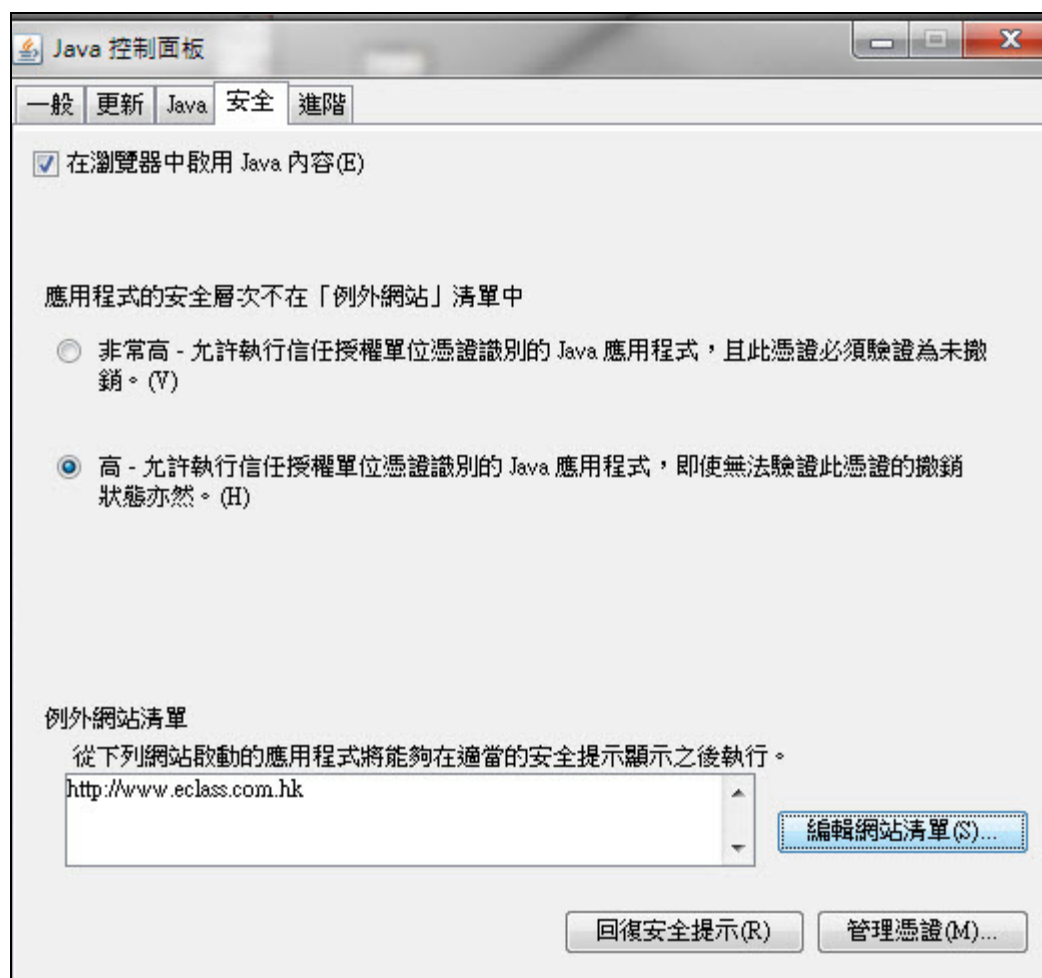 Java 控制面板
一般 更新 Java 安全 進階
在瀏覽器中啟用 Java 內容(E)
應用程式的安全層次不在「例外網站」清單中
非常高 - 允許執行信任授權單位憑證識別的 Java 應用程式，且此憑證必須驗證為未撤
銷。(V)
高 - 允許執行信任授權單位憑證識別的 Java 應用程式，即使無法驗證此憑證的撤銷
狀態亦然。(H)
例外網站清單
從下列網站啟動的應用程式將能夠在適當的安全提示顯示之後執行。
http://www.eclass.com.hk
編輯網站清單(S)...
回復安全提示(R) 管理憑證(M)...